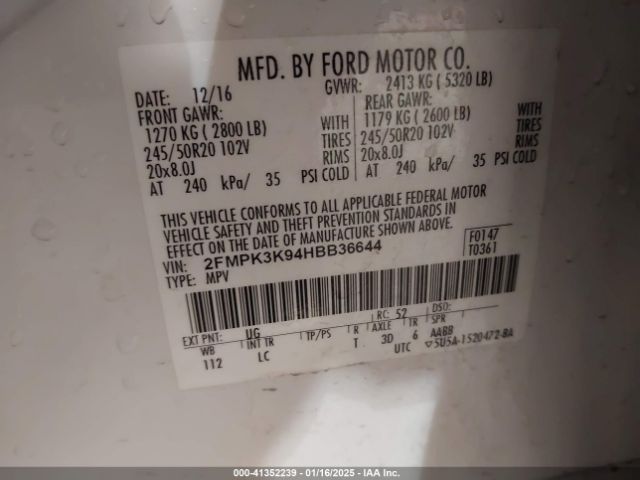 MFD. BY FORD MOTOR CO.
DATE: 12/16 GVWR: 2413 KG ( 5320 LB)
FRONT GAWR: REAR GAWR:
1270 KG ( 2800 LB) WITH 1179 KG ( 2600 LB) WITH
245/50R20 102V TIRES 245/50R20 102V TIRES
20x8.0J RIMS 20x8.0J RIMS
AT 240 kPa/ 35 PSI COLD AT 240 kPa/ 35 PSI COLD
THIS VEHICLE CONFORMS TO ALL APPLICABLE FEDERAL MOTOR
VEHICLE SAFETY AND THEFT PREVENTION STANDARDS IN
EFFECT ON THE DATE OF MANUFACTURE SHOWN ABOVE.
VIN: 2FMPK3K94HBB36644 F0147
TYPE: MPV T0361
EXT PNT: UG RC: 52 DSO:
WB INT TR TP/PS R AXLE TR SPR
112 LC T 3D 6 AABB
UTC ▽5U5A-1520472-BA
000-41352239 - 01/16/2025 - IAA Inc.